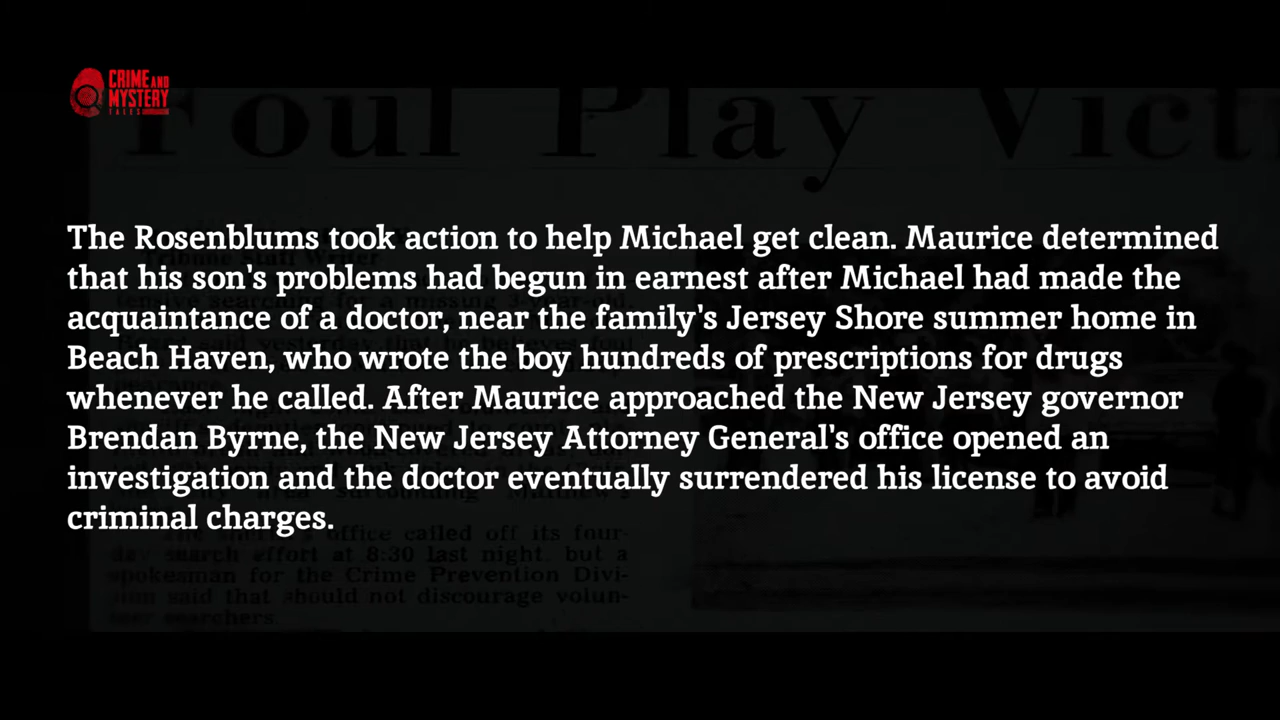 CRIME AND
MYSTERY
TALES
Foul Play Vict
The Rosenblums took action to help Michael get clean. Maurice determined
that his son's problems had begun in earnest after Michael had made the
acquaintance of a doctor, near the family's Jersey Shore summer home in
Beach Haven, who wrote the boy hundreds of prescriptions for drugs
whenever he called. After Maurice approached the New Jersey governor
Brendan Byrne, the New Jersey Attorney General's office opened an
investigation and the doctor eventually surrendered his license to avoid
criminal charges.
office called off its four-
day search effort at 8:30 last night, but a
spokesman for the Crime Prevention Divi-
sion said that should not discourage volun-
searchers.